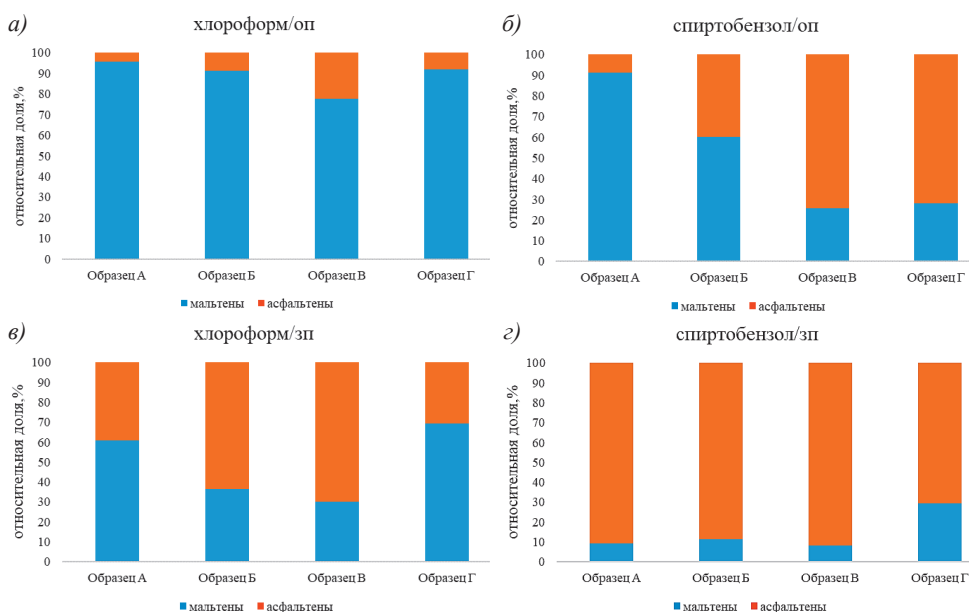 а)
хлороформ/оп
относительная доля,%
100
90
80
70
60
50
40
30
20
10
0
Образец А Образец Б Образец В Образец Г
мальтены асфальтены
б)
спиртобензол/оп
относительная доля,%
100
90
80
70
60
50
40
30
20
10
0
Образец А Образец Б Образец В Образец Г
мальтены асфальтены
в)
хлороформ/зп
относительная доля,%
100
90
80
70
60
50
40
30
20
10
0
Образец А Образец Б Образец В Образец Г
мальтены асфальтены
г)
спиртобензол/зп
относительная доля,%
100
90
80
70
60
50
40
30
20
10
0
Образец А Образец Б Образец В Образец Г
мальтены асфальтены